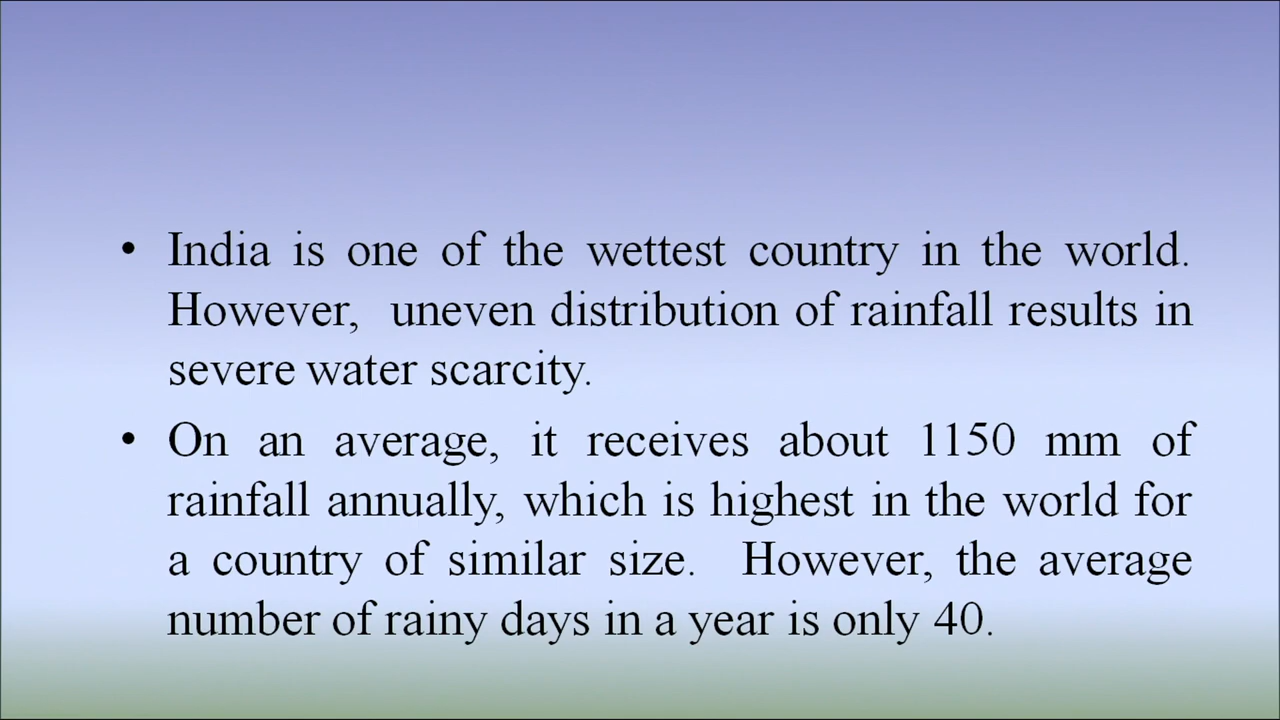 • India is one of the wettest country in the world.
However, uneven distribution of rainfall results in
severe water scarcity.
• On an average, it receives about 1150 mm of
rainfall annually, which is highest in the world for
a country of similar size. However, the average
number of rainy days in a year is only 40.